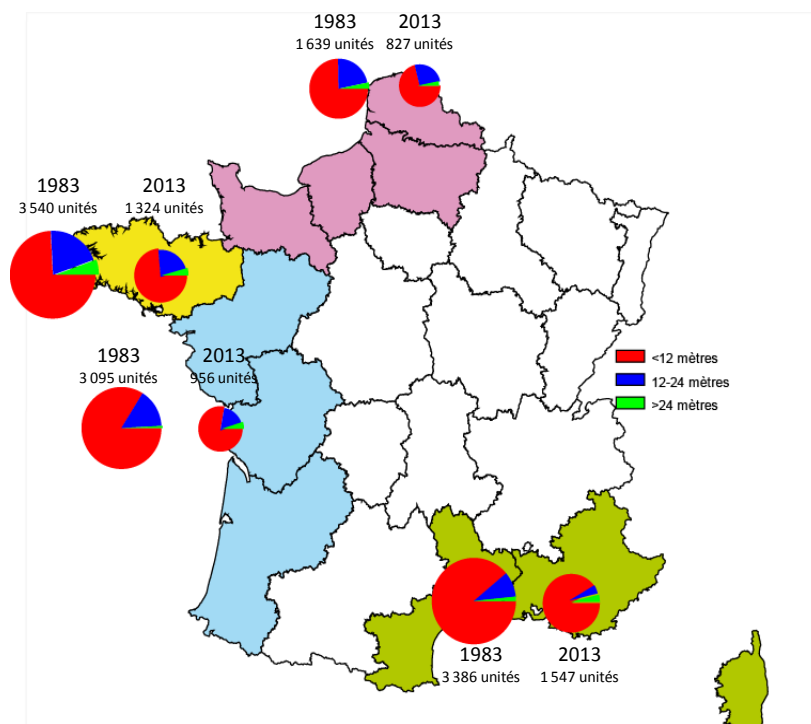 1983
1 639 unités
2013
827 unités
1983
3 540 unités
2013
1 324 unités
1983
3 095 unités
2013
956 unités
<12 mètres
12-24 mètres
>24 mètres
1983
3 386 unités
2013
1 547 unités